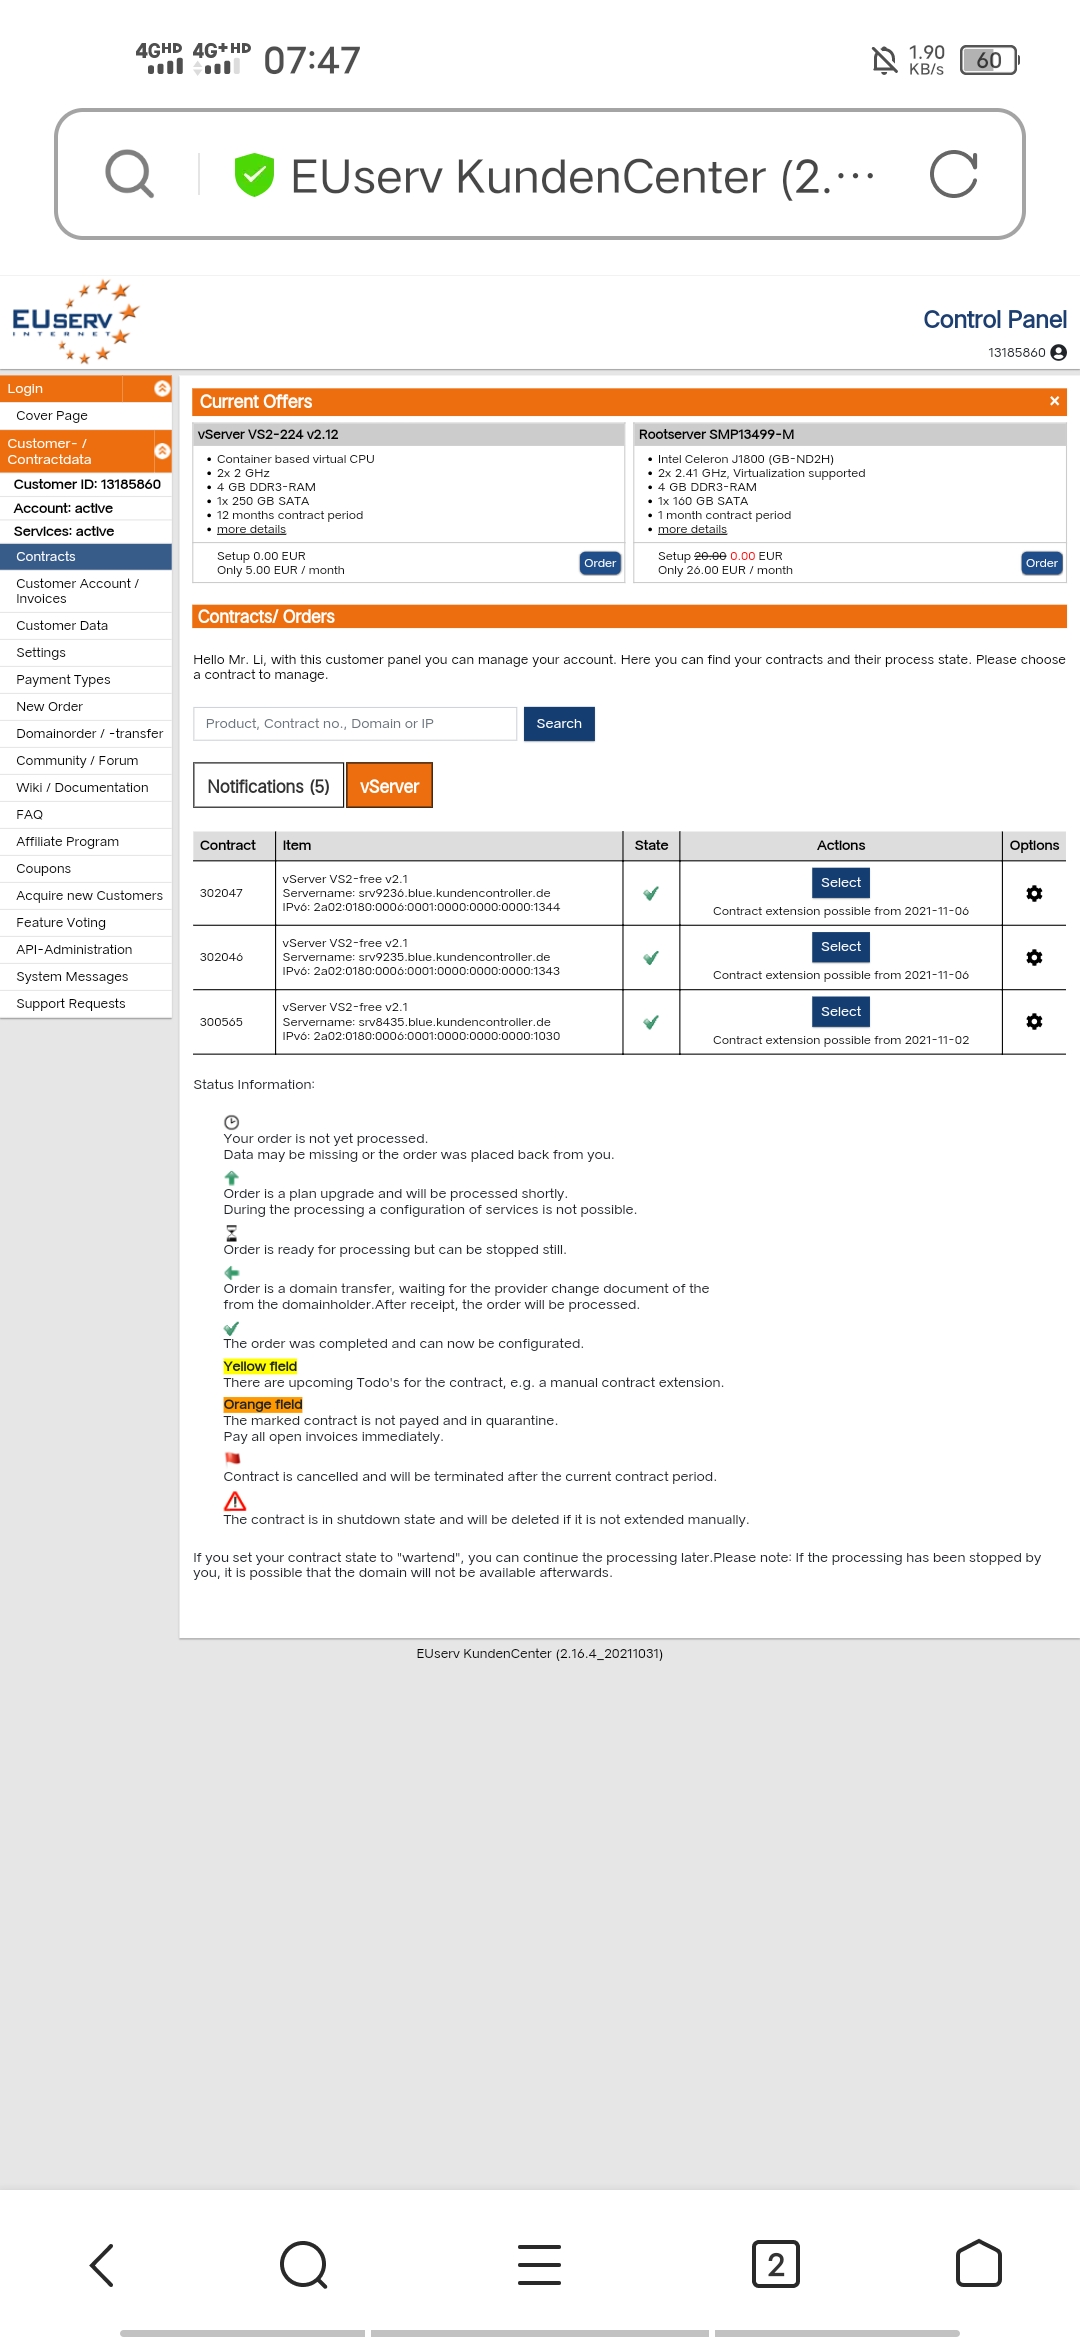 4GHD 4G+HD 07:47
1.90
KB/s
60
EUserv KundenCenter (2.···
EUSERV
INTERNET
Control Panel
13185860
Login
Cover Page
Customer- /
Contractdata
Customer ID: 13185860
Account: active
Services: active
Contracts
Customer Account /
Invoices
Customer Data
Settings
Payment Types
New Order
Domainorder / -transfer
Community / Forum
Wiki / Documentation
FAQ
Affiliate Program
Coupons
Acquire new Customers
Feature Voting
API-Administration
System Messages
Support Requests
Current Offers
×
vServer VS2-224 v2.12
• Container based virtual CPU
• 2x 2 GHz
• 4 GB DDR3-RAM
• 1x 250 GB SATA
• 12 months contract period
• more details
Setup 0.00 EUR
Only 5.00 EUR / month
Order
Rootserver SMP13499-M
• Intel Celeron J1800 (GB-ND2H)
• 2x 2.41 GHz, Virtualization supported
• 4 GB DDR3-RAM
• 1x 160 GB SATA
• 1 month contract period
• more details
Setup 20.00 0.00 EUR
Only 26.00 EUR / month
Order
Contracts/ Orders
Hello Mr. Li, with this customer panel you can manage your account. Here you can find your contracts and their process state. Please choose
a contract to manage.
Product, Contract no., Domain or IP
Search
Notifications (5)
vServer
Contract Item State Actions Options
302047
vServer VS2-free v2.1
Servername: srv9236.blue.kundencontroller.de
IPv6: 2a02:0180:0006:0001:0000:0000:0000:1344
Select
Contract extension possible from 2021-11-06
302046
vServer VS2-free v2.1
Servername: srv9235.blue.kundencontroller.de
IPv6: 2a02:0180:0006:0001:0000:0000:0000:1343
Select
Contract extension possible from 2021-11-06
300565
vServer VS2-free v2.1
Servername: srv8435.blue.kundencontroller.de
IPv6: 2a02:0180:0006:0001:0000:0000:0000:1030
Select
Contract extension possible from 2021-11-02
Status Information:
Your order is not yet processed.
Data may be missing or the order was placed back from you.
Order is a plan upgrade and will be processed shortly.
During the processing a configuration of services is not possible.
Order is ready for processing but can be stopped still.
Order is a domain transfer, waiting for the provider change document of the
from the domainholder.After receipt, the order will be processed.
The order was completed and can now be configurated.
Yellow field
There are upcoming Todo's for the contract, e.g. a manual contract extension.
Orange field
The marked contract is not payed and in quarantine.
Pay all open invoices immediately.
Contract is cancelled and will be terminated after the current contract period.
The contract is in shutdown state and will be deleted if it is not extended manually.
If you set your contract state to "wartend", you can continue the processing later.Please note: If the processing has been stopped by
you, it is possible that the domain will not be available afterwards.
EUserv KundenCenter (2.16.4_20211031)
2